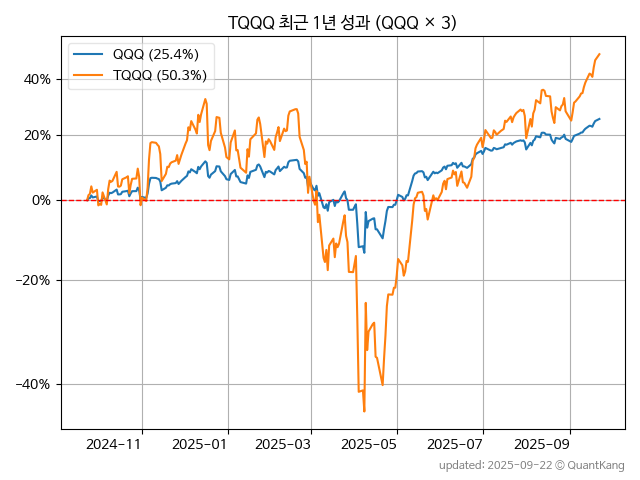 TQQQ 최근 1년 성과 (QQQ × 3)
QQQ (25.4%)
TQQQ (50.3%)
40%
20%
0%
−20%
−40%
2024−11 2025−01 2025−03 2025−05 2025−07 2025−09
updated: 2025-09-22 © QuantKang